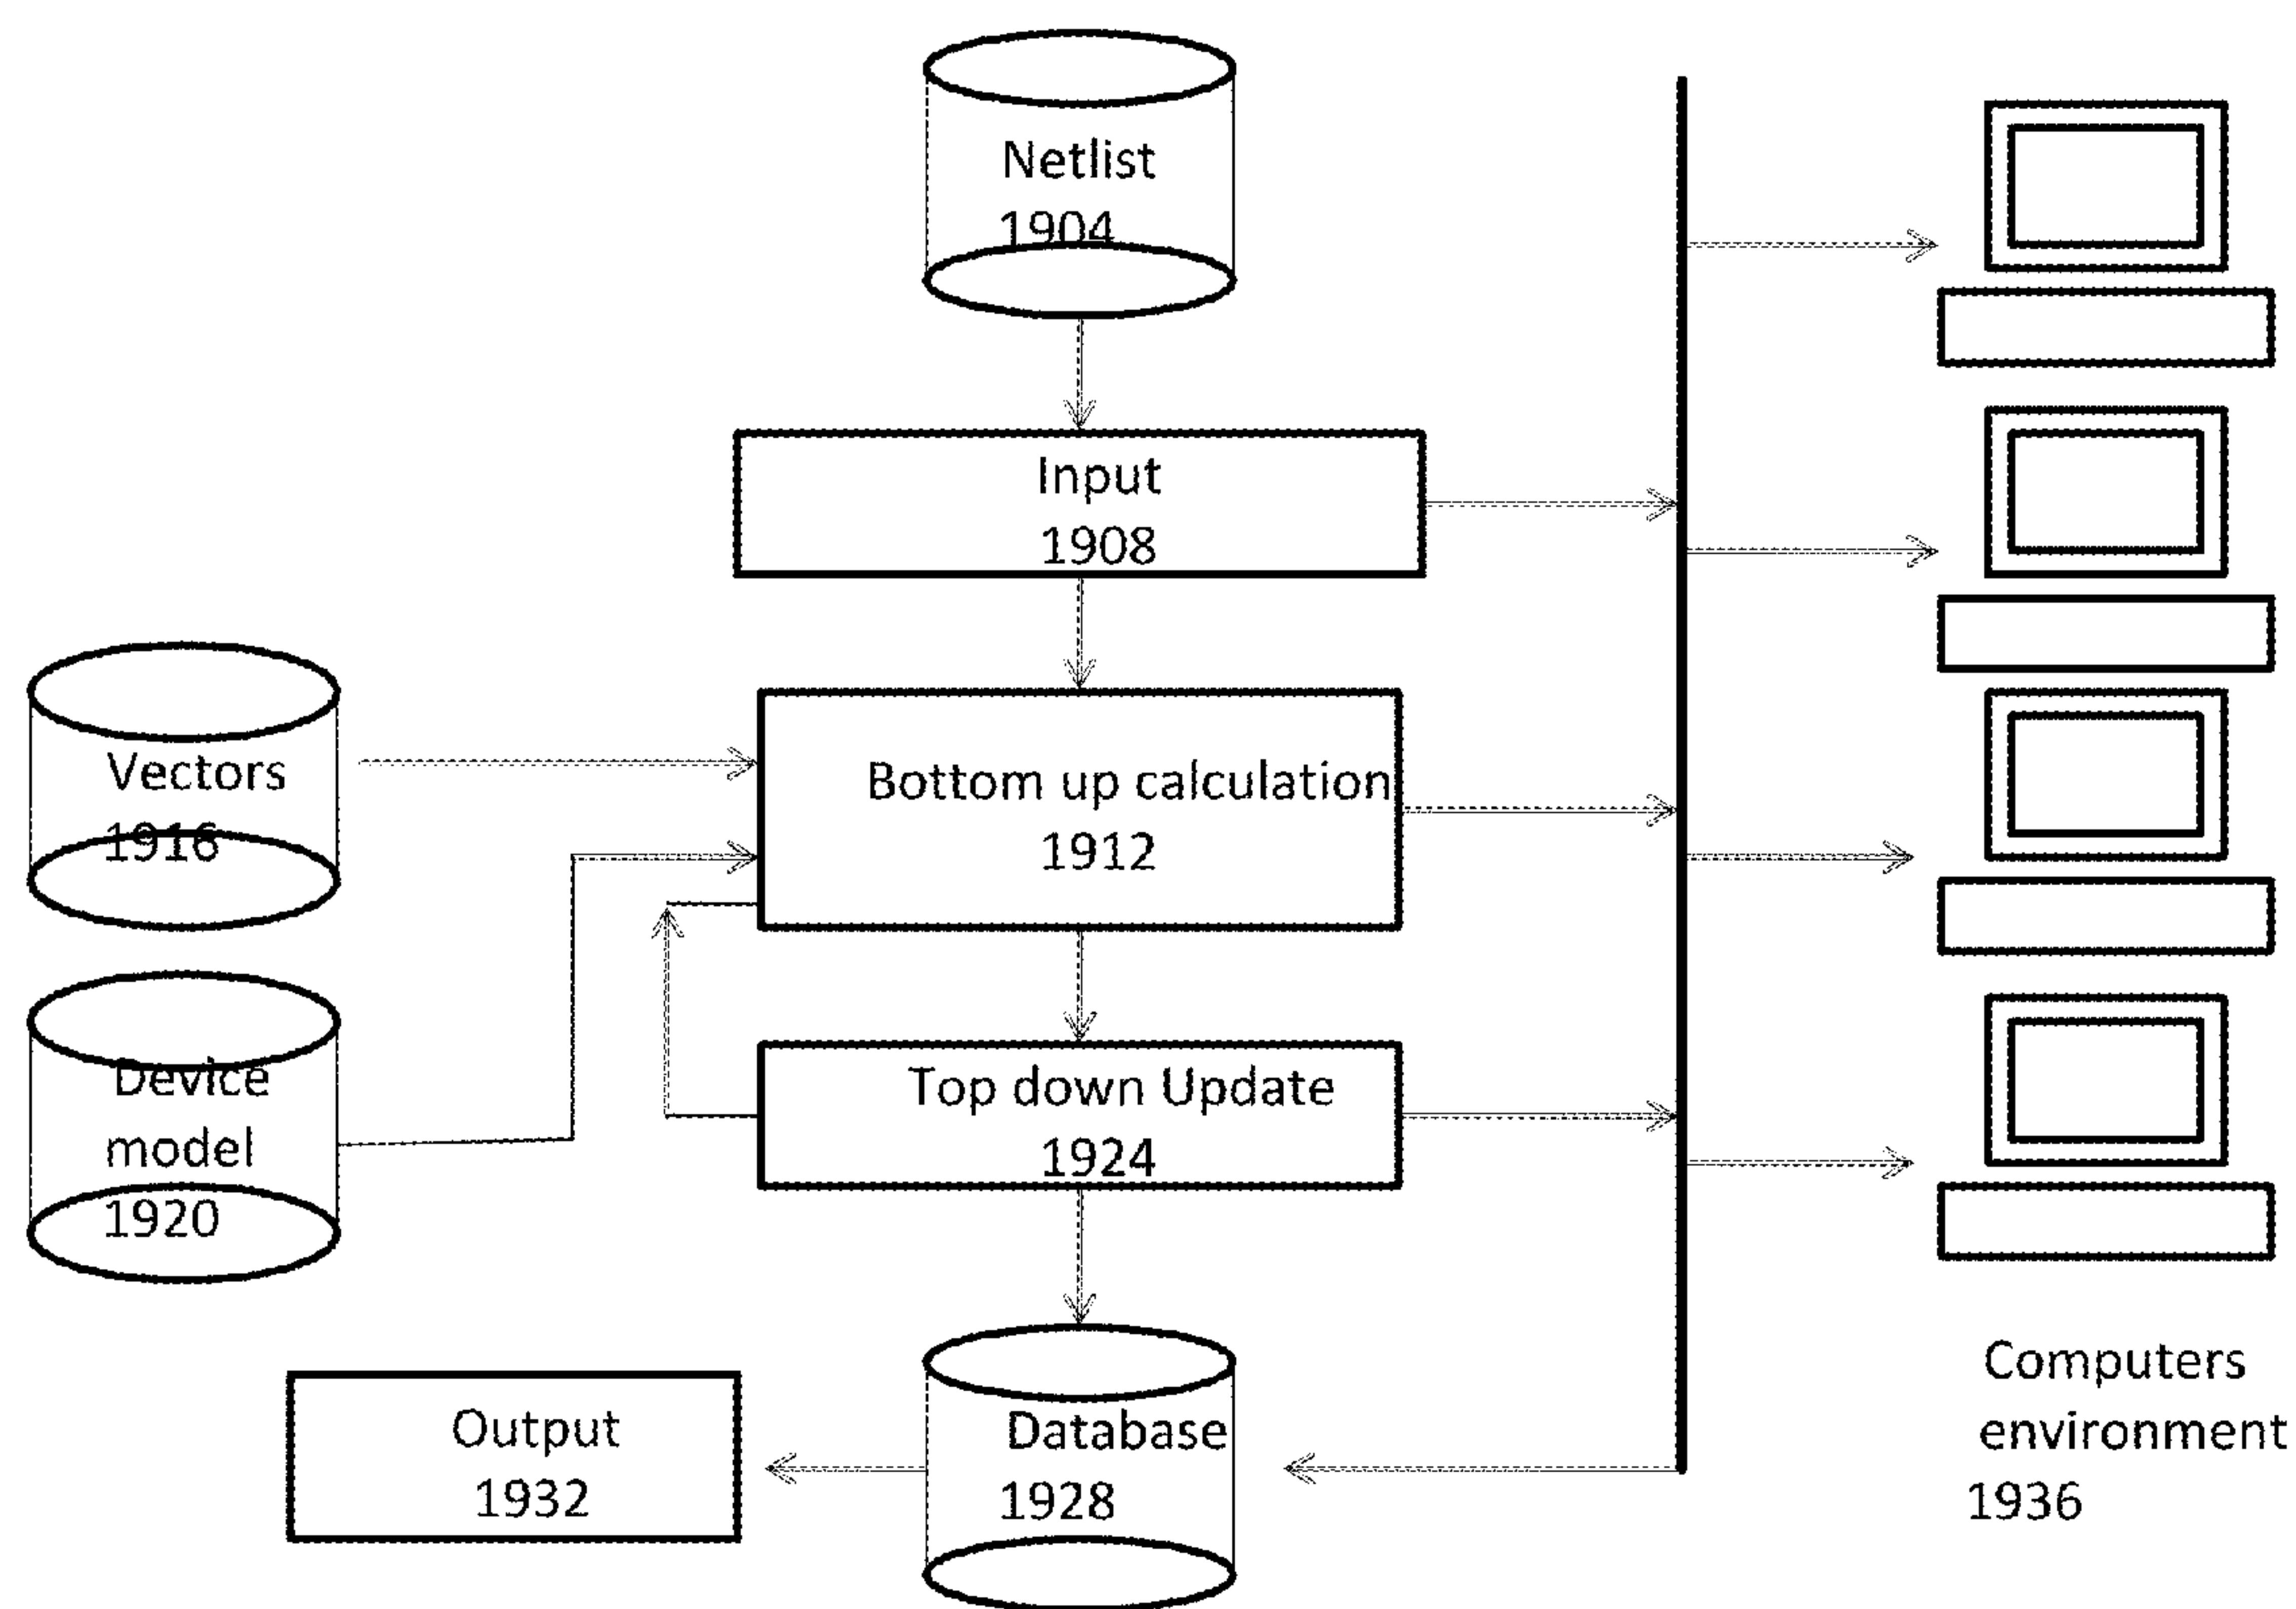 Netlist
1904
Input
1908
Vectors
1916
Bottom up calculation
1912
Device
model
1920
Top down Update
1924
Output
1932
Database
1928
Computers
environment
1936